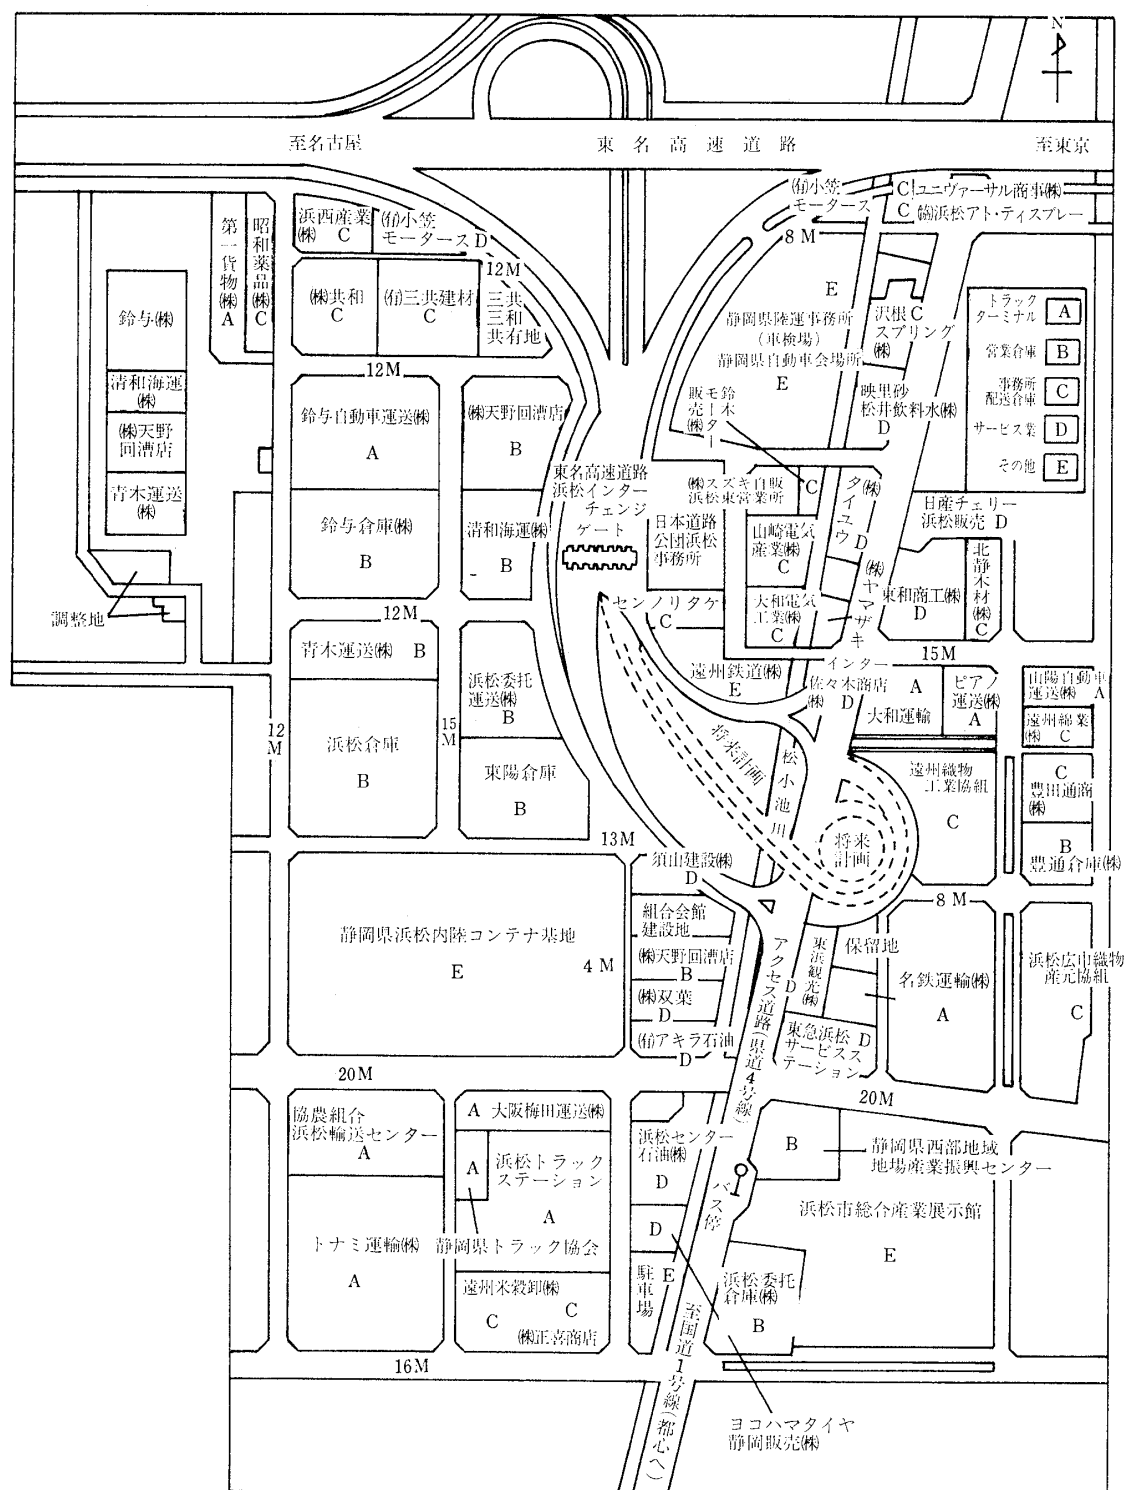 N
至名古屋
東名高速道路
至東京
㈲小笠
モータース
C ユニヴァーサル商事㈱
C ㈱浜松アト・ディスプレー
8M
浜西産業
㈱ C
㈲小笠
モータース D
12M
第一貨物㈱ A
昭和薬品㈱ C
㈱共和
C
㈲三共建材
C
三共
三和
共有地
鈴与㈱
清和海運
㈱
㈱天野
回漕店
青木運送
㈱
調整地
E
静岡県陸運事務所
(車検場)
静岡県自動車会場所
E
沢根 C
スプリング
㈱
映里砂
松井飲料水㈱
D
トラック
ターミナル A
営業倉庫 B
事務所
配送倉庫 C
サービス業 D
その他 E
12M
鈴与自動車運送㈱
A
㈱天野回漕店
B
鈴木モーター販売㈱
東名高速道路
浜松インター
チェンジ
ゲート
㈱スズキ自販
浜松東営業所
C
㈱タイユウ D
日産チェリー
浜松販売 D
鈴与倉庫㈱
B
清和海運㈱
B
日本道路
公団浜松
事務所
山崎電気
産業㈱
C
㈱ヤマザキ
東和商工㈱
D
北静木材㈱ C
センノリタケ
C
大和電気
工業㈱
C
12M
15M
青木運送㈱ B
浜松委托
運送㈱
B
遠州鉄道㈱
E
インター
佐々木商店
㈱ D
A
大和運輸
ピアノ
運送㈱
A
山陽自動車
運送㈱ A
遠州綿業
㈱ C
12M
浜松倉庫
B
15M
東陽倉庫
B
将来計画
松小池川
遠州織物
工業協組
C
C
豊田通商
㈱
将来
計画
B
豊通倉庫㈱
13M
須山建設㈱
D
8M
静岡県浜松内陸コンテナ基地
E
4M
組合会館
建設地
㈱天野回漕店
B
㈱双葉
D
㈲アキラ石油
D
アクセス道路(県道4号線)
東浜観光㈱ D
保留地
名鉄運輸㈱
A
浜松広巾織物
産元協組
C
東急浜松 D
サービスス
テーション
20M
20M
協農組合
浜松輸送センター
A
A 大阪梅田運送㈱
A
浜松トラック
ステーション
A
浜松センター
石油㈱
D
B
静岡県西部地域
地場産業振興センター
バス停
浜松市総合産業展示館
E
トナミ運輸㈱
A
静岡県トラック協会
D
遠州米穀卸㈱
C
C
㈱正喜商店
駐車場 E
浜松委托
倉庫㈱
B
16M
至国道1号線(都心へ)
ヨコハマタイヤ
静岡販売㈱